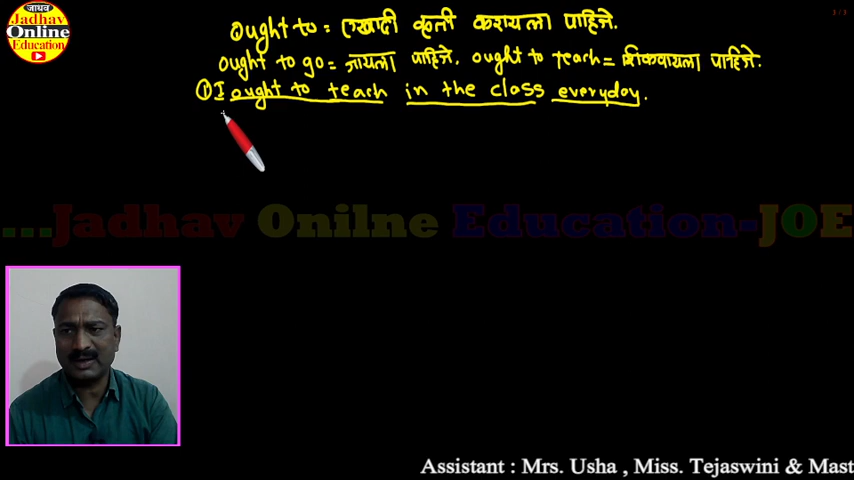 जाधव
Jadhav
Online
Education
Ought to = एखादी कृती करायला पाहिजे.
Ought to go = जायला पाहिजे. ought to teach = शिकवायला पाहिजे.
① I ought to teach in the class everyday.
...Jadhav Onilne Education-JOE
Assistant : Mrs. Usha , Miss. Tejaswini & Mast